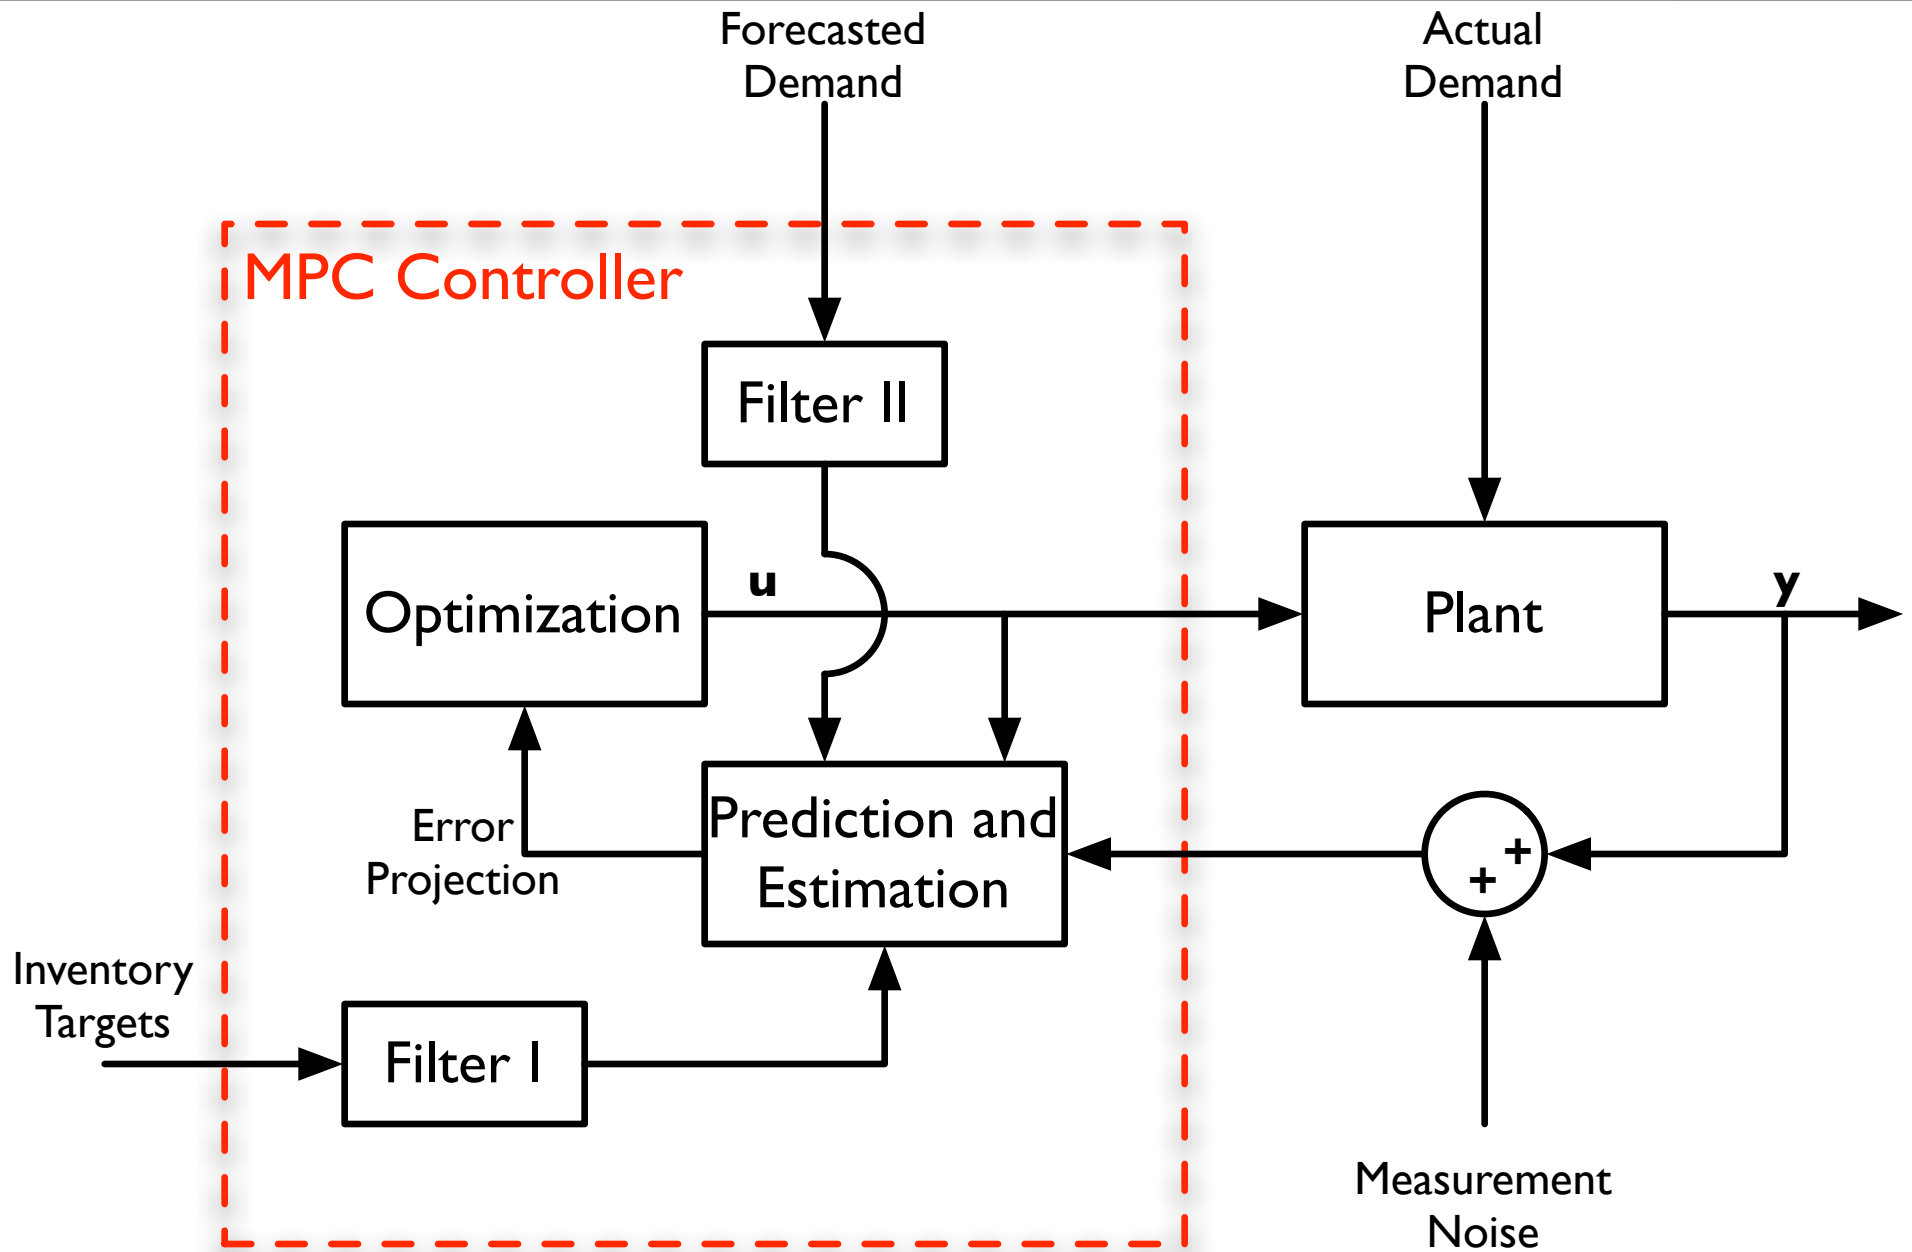 Forecasted
Demand
Actual
Demand
MPC Controller
Filter II
Optimization
u
Plant
y
Error
Projection
Prediction and
Estimation
+
+
Inventory
Targets
Filter I
Measurement
Noise